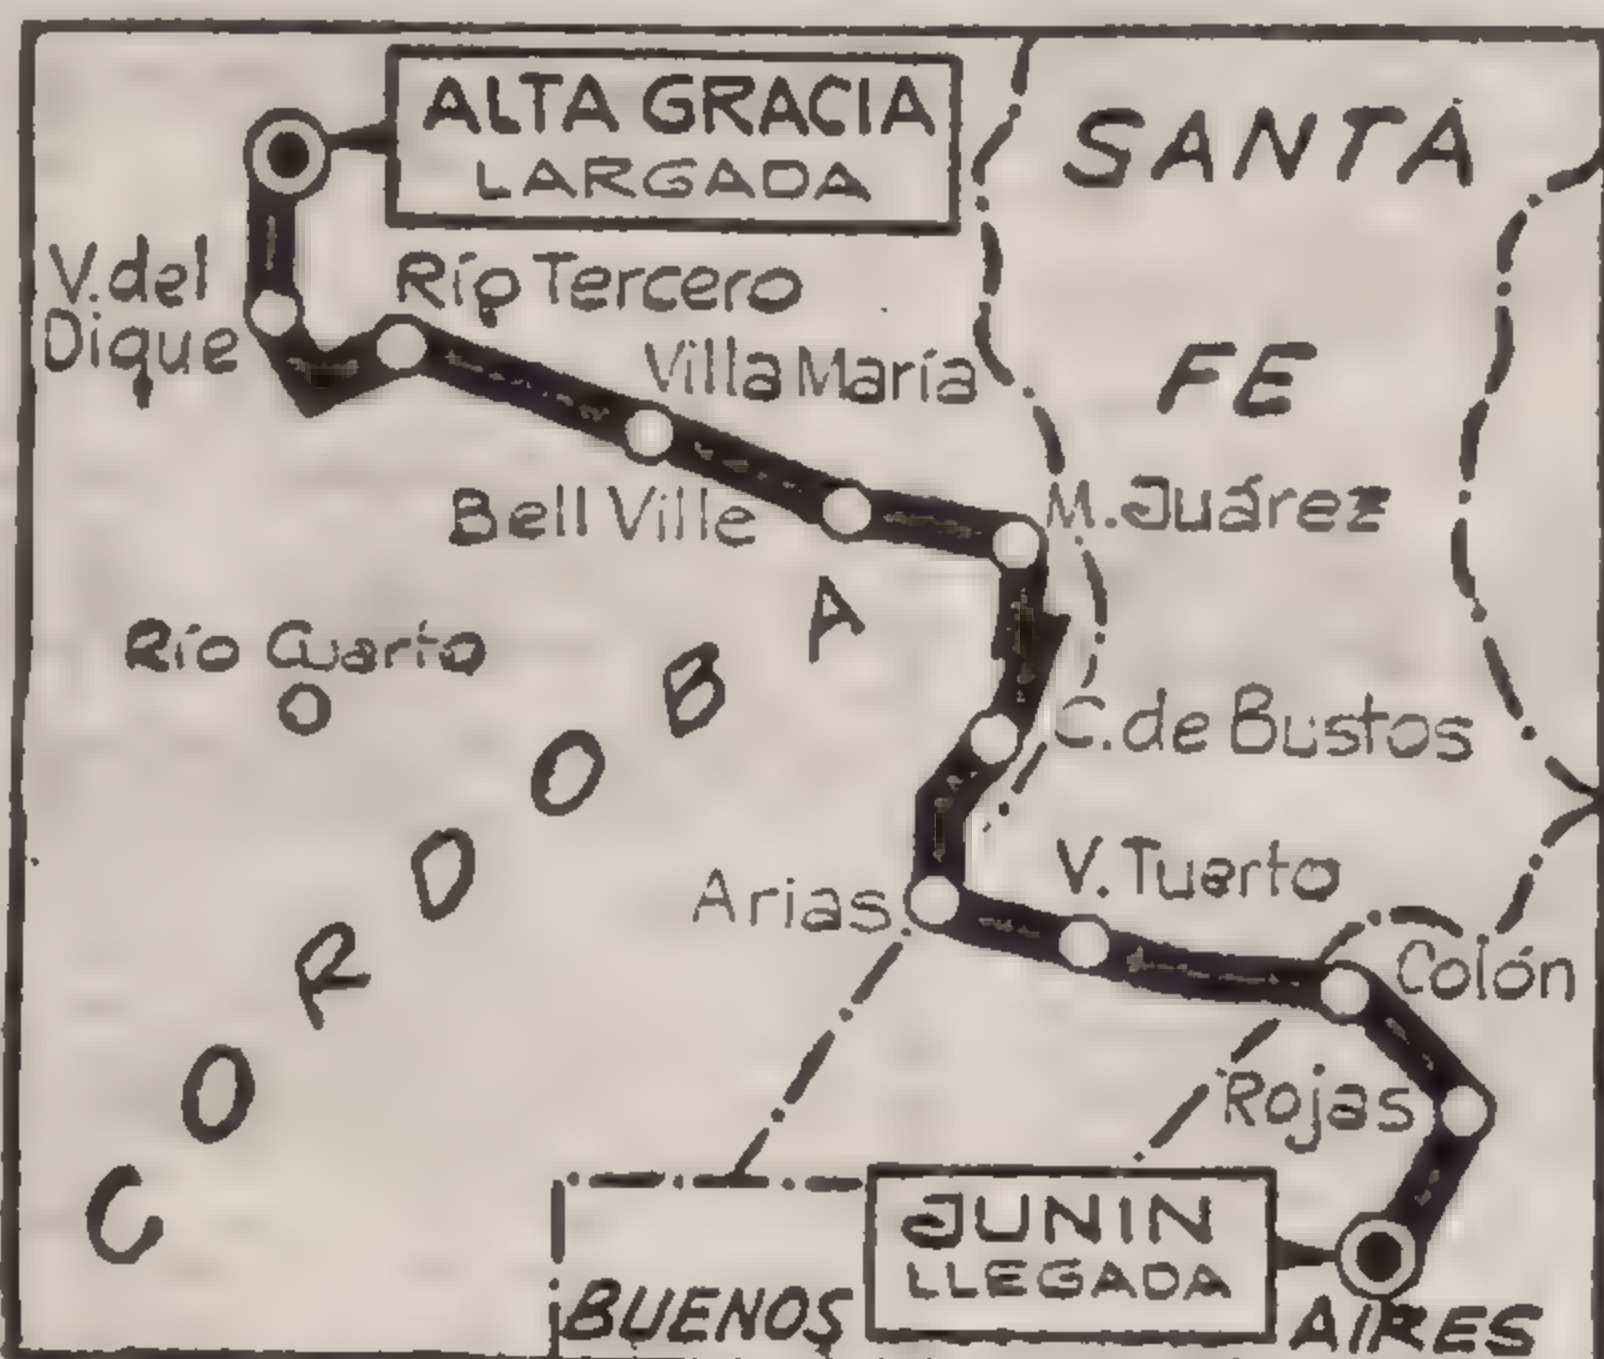 ALTA GRACIA
LARGADA
SANTA
FE
V. del
Dique
Río Tercero
Villa María
Bell Ville
M. Juárez
Río Cuarto
C. de Bustos
CORDOBA
Arias
V. Tuerto
Colón
Rojas
JUNIN
LLEGADA
BUENOS AIRES